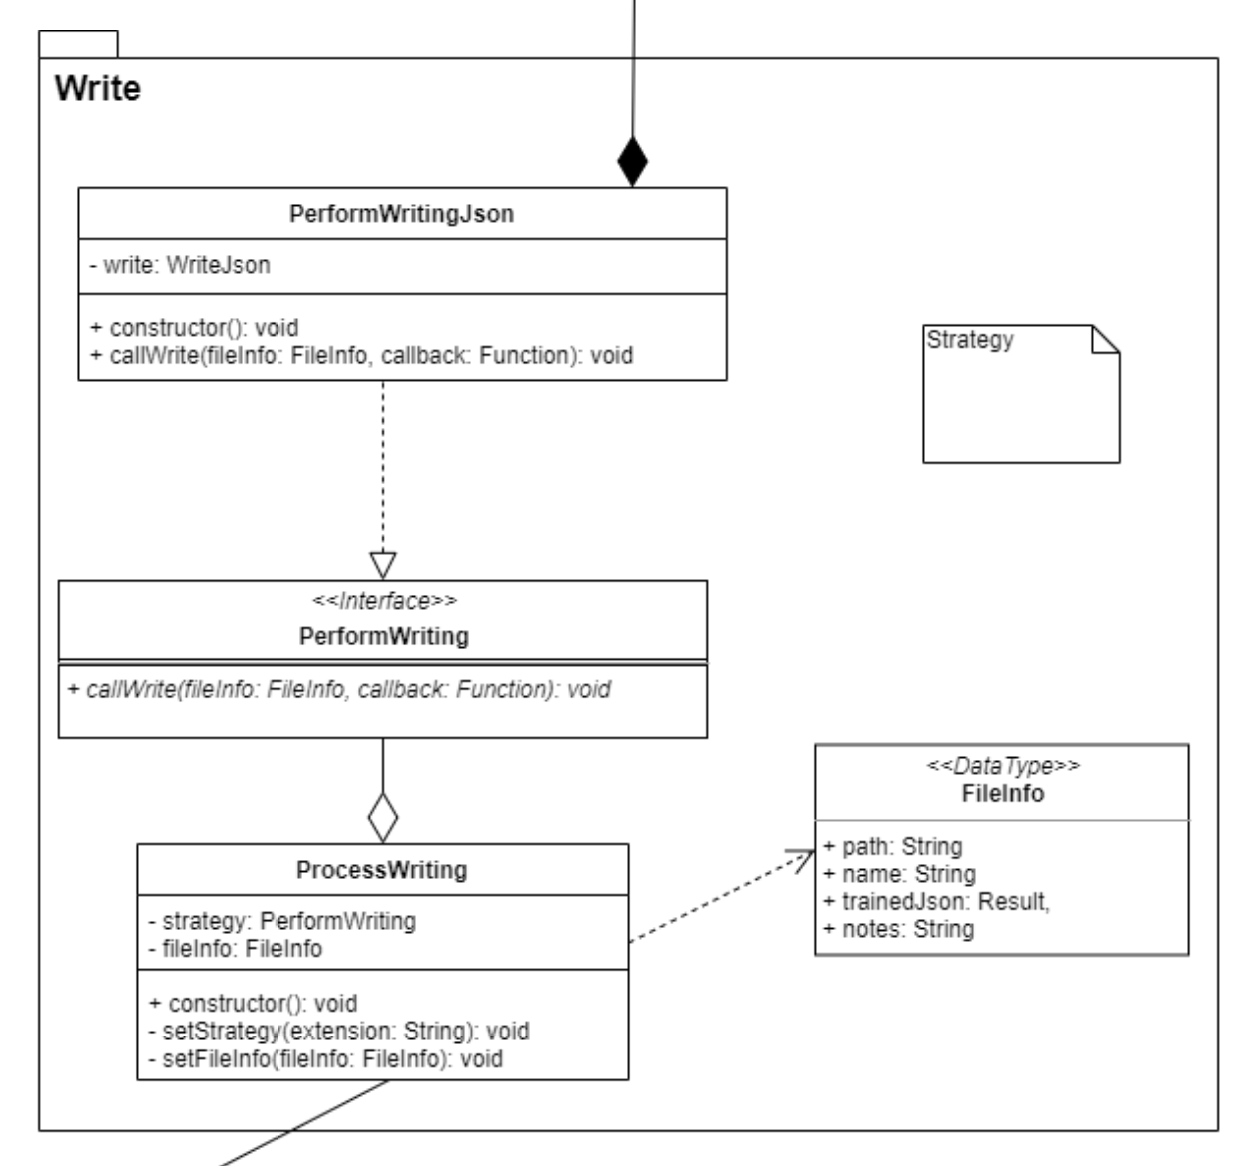 Write
PerformWritingJson
- write: WriteJson
+ constructor(): void
+ callWrite(fileInfo: FileInfo, callback: Function): void
Strategy
<<Interface>>
PerformWriting
+ callWrite(fileInfo: FileInfo, callback: Function): void
<<DataType>>
FileInfo
+ path: String
+ name: String
+ trainedJson: Result,
+ notes: String
ProcessWriting
- strategy: PerformWriting
- fileInfo: FileInfo
+ constructor(): void
- setStrategy(extension: String): void
- setFileInfo(fileInfo: FileInfo): void